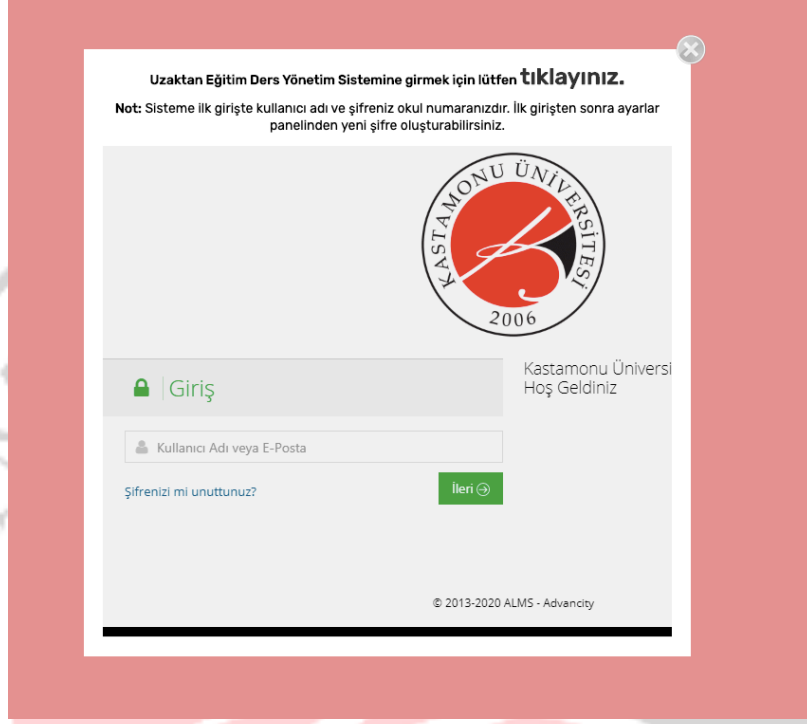 Uzaktan Eğitim Ders Yönetim Sistemine girmek için lütfen tıklayınız.
Not: Sisteme ilk girişte kullanıcı adı ve şifreniz okul numaranızdır. İlk girişten sonra ayarlar
panelinden yeni şifre oluşturabilirsiniz.
KASTAMONU ÜNİVERSİTESİ
2006
Kastamonu Üniversi
Hoş Geldiniz
Giriş
Kullanıcı Adı veya E-Posta
Şifrenizi mi unuttunuz?
İleri
© 2013-2020 ALMS - Advancity